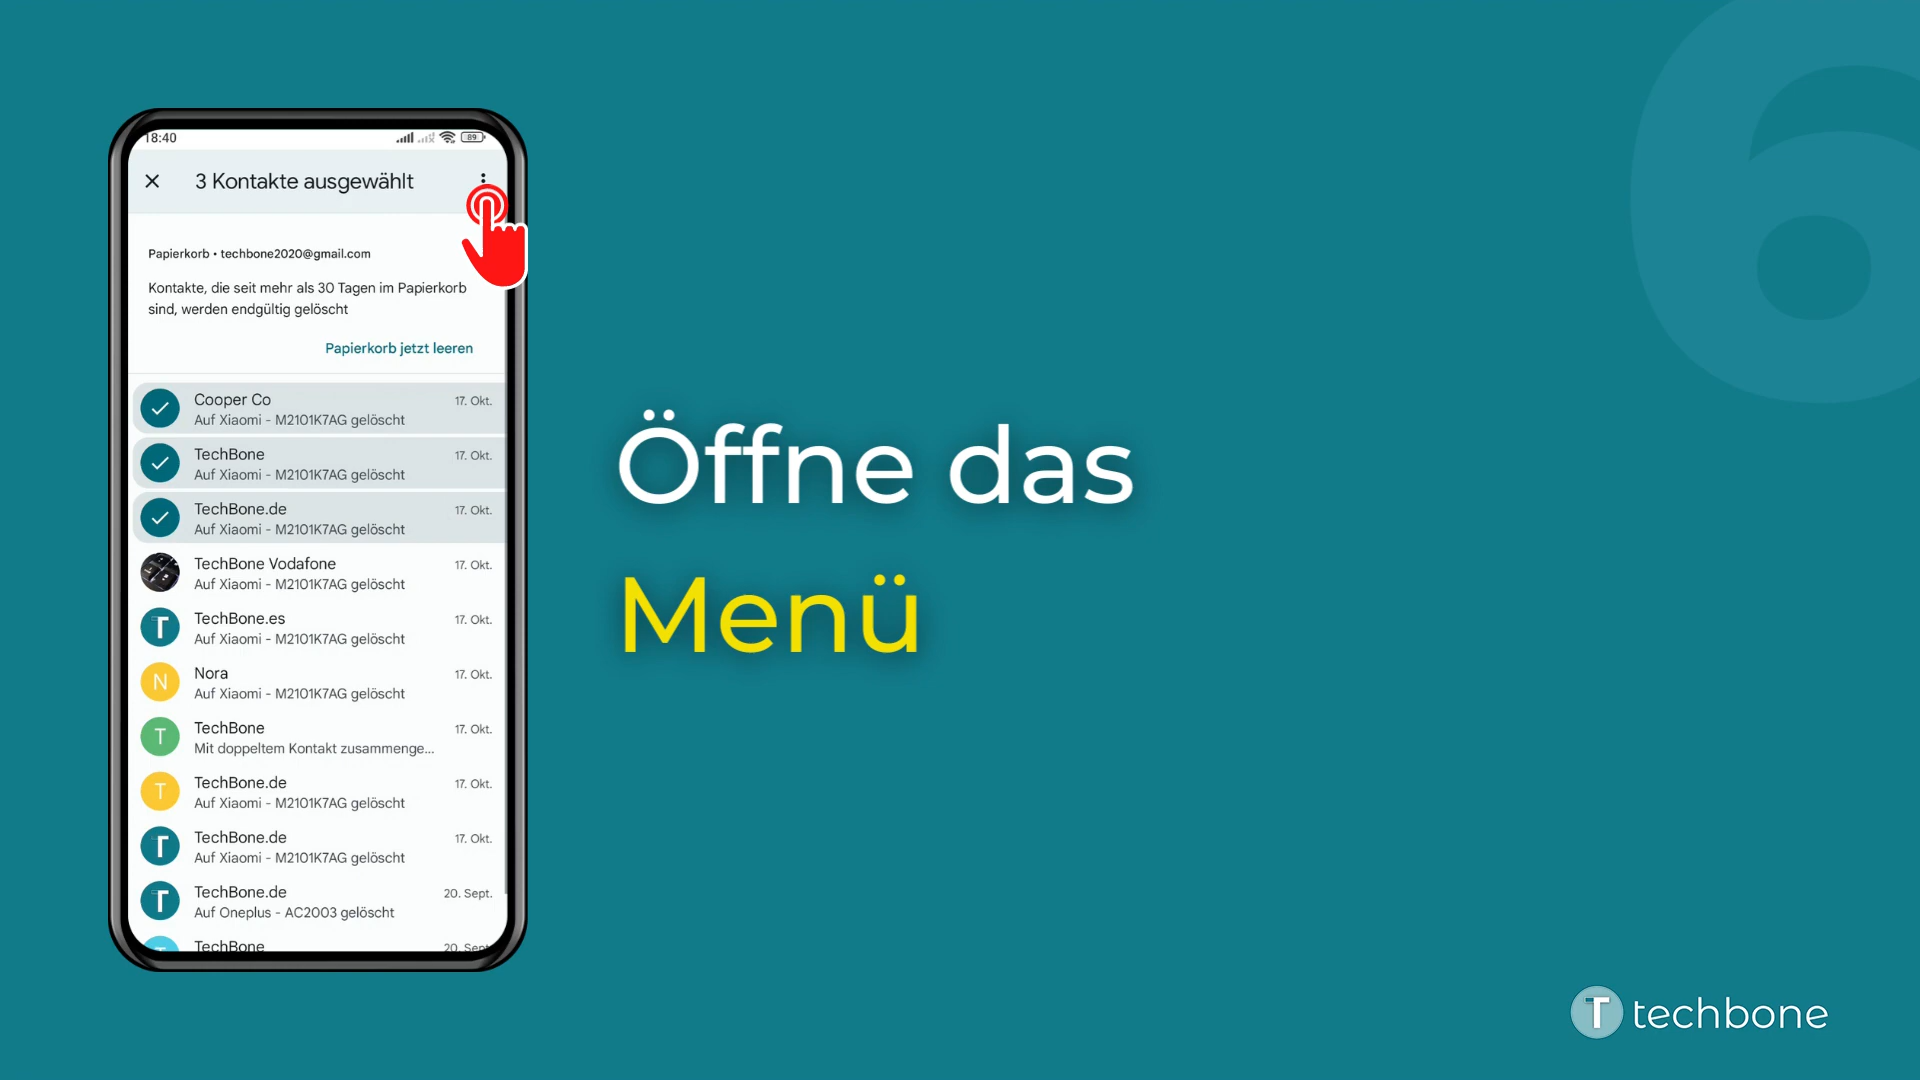 6
18:40
89
3 Kontakte ausgewählt
Papierkorb • techbone2020@gmail.com
Kontakte, die seit mehr als 30 Tagen im Papierkorb
sind, werden endgültig gelöscht
Papierkorb jetzt leeren
Cooper Co 17. Okt.
Auf Xiaomi - M2101K7AG gelöscht
TechBone 17. Okt.
Auf Xiaomi - M2101K7AG gelöscht
TechBone.de 17. Okt.
Auf Xiaomi - M2101K7AG gelöscht
TechBone Vodafone 17. Okt.
Auf Xiaomi - M2101K7AG gelöscht
T TechBone.es 17. Okt.
Auf Xiaomi - M2101K7AG gelöscht
N Nora 17. Okt.
Auf Xiaomi - M2101K7AG gelöscht
T TechBone 17. Okt.
Mit doppeltem Kontakt zusammenge...
T TechBone.de 17. Okt.
Auf Xiaomi - M2101K7AG gelöscht
T TechBone.de 17. Okt.
Auf Xiaomi - M2101K7AG gelöscht
T TechBone.de 20. Sept.
Auf Oneplus - AC2003 gelöscht
T TechBone 20. Sept
Öffne das
Menü
T techbone